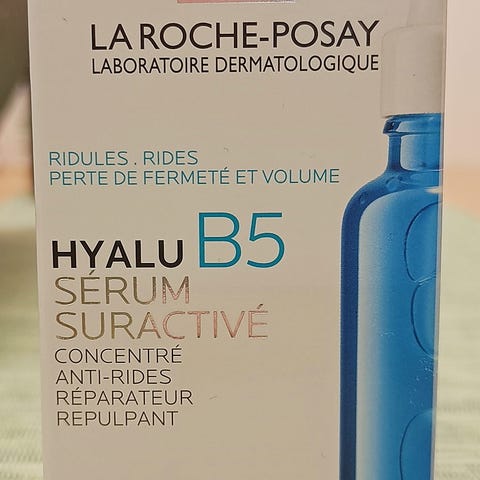 LA ROCHE-POSAY
LABORATOIRE DERMATOLOGIQUE
RIDULES . RIDES
PERTE DE FERMETÉ ET VOLUME
HYALU B5
SÉRUM
SURACTIVÉ
CONCENTRÉ
ANTI-RIDES
RÉPARATEUR
REPULPANT